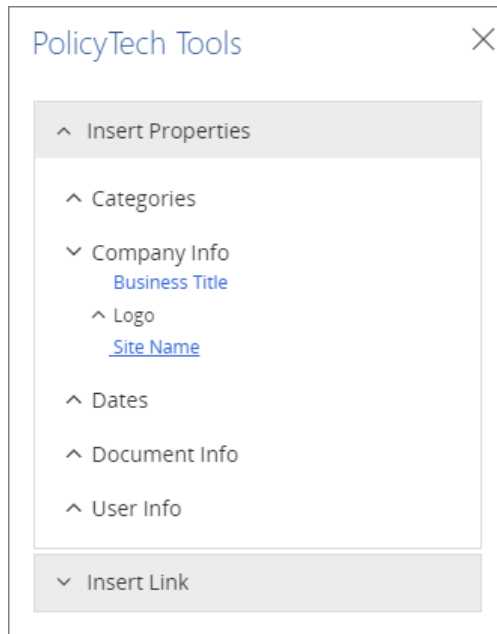 PolicyTech Tools
Insert Properties
Categories
Company Info
Business Title
Logo
Site Name
Dates
Document Info
User Info
Insert Link